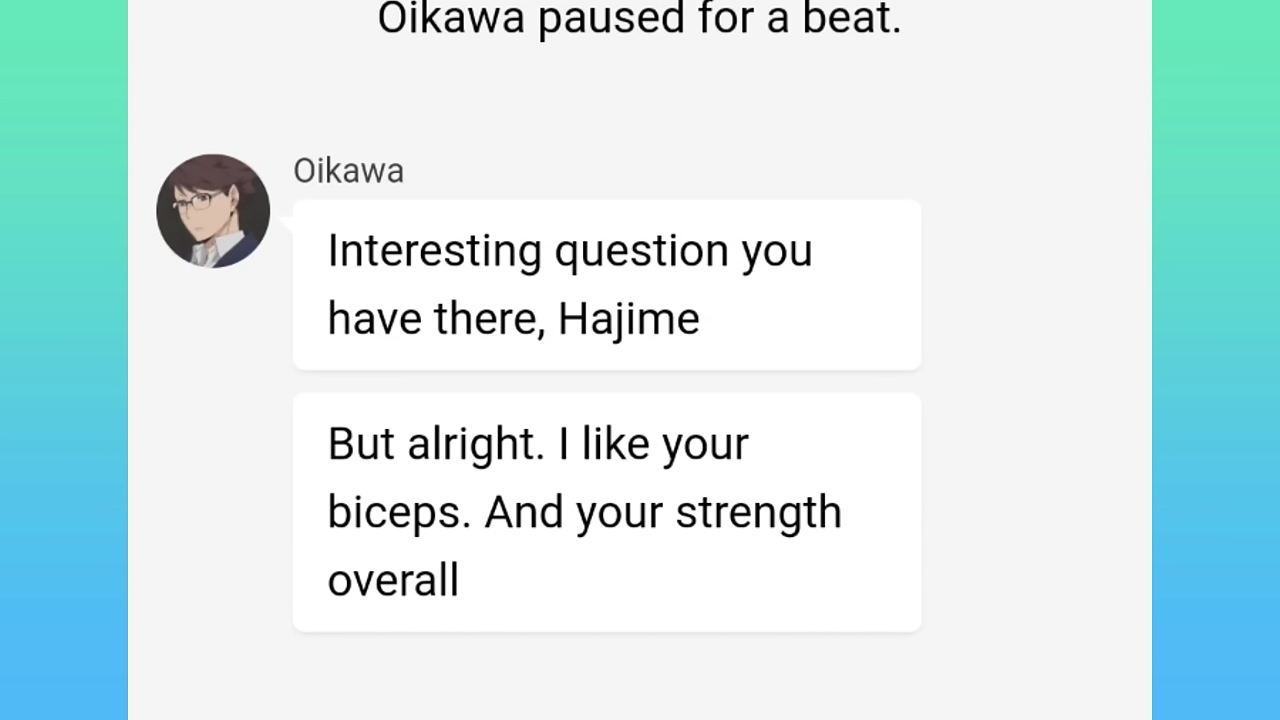 Oikawa paused for a beat.
Oikawa
Interesting question you
have there, Hajime
But alright. I like your
biceps. And your strength
overall